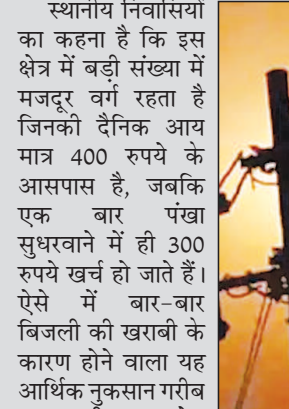 स्थानीय निवासियों
का कहना है कि इस
क्षेत्र में बड़ी संख्या में
मजदूर वर्ग रहता है
जिनकी दैनिक आय
मात्र 400 रुपये के
आसपास है, जबकि
एक बार पंखा
सुधरवाने में ही 300
रुपये खर्च हो जाते हैं।
ऐसे में बार-बार
बिजली की खराबी के
कारण होने वाला यह
आर्थिक नुकसान गरीब